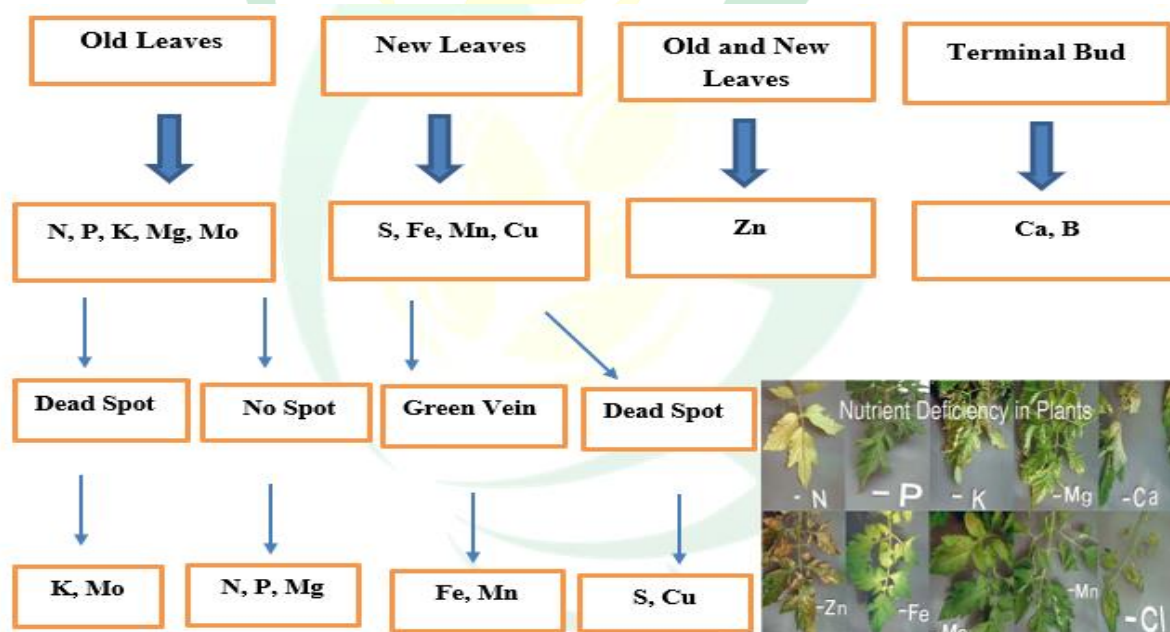 Old Leaves
New Leaves
Old and New
Leaves
Terminal Bud
N, P, K, Mg, Mo
S, Fe, Mn, Cu
Zn
Ca, B
Dead Spot
No Spot
Green Vein
Dead Spot
K, Mo
N, P, Mg
Fe, Mn
S, Cu
Nutrient Deficiency in Plants
- N
- P
- K
-Mg
-Ca
-Zn
-Fe
Mo
-Mn
-Cl